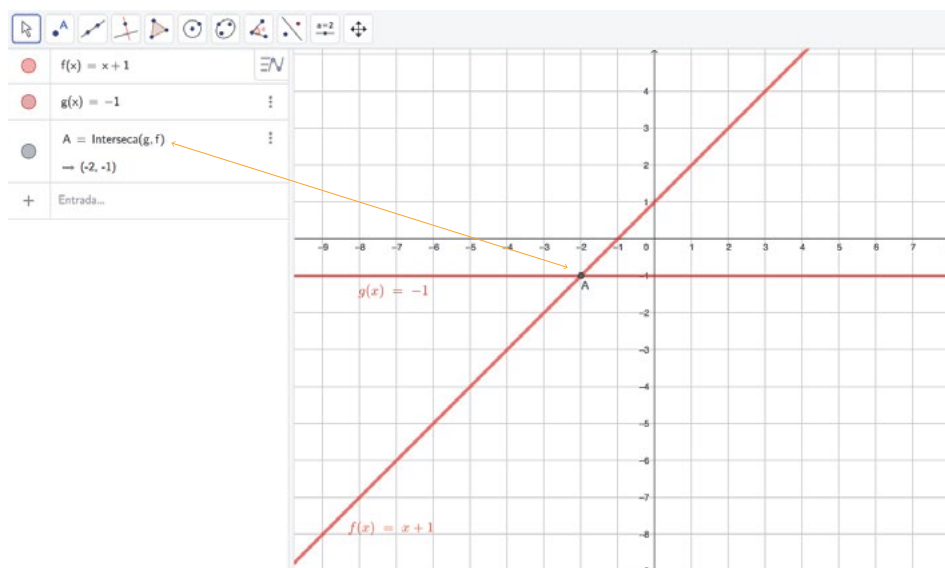 A
a=2
f(x) = x + 1
g(x) = −1
A = Interseca(g, f)
→ (-2, -1)
+ Entrada...
4
3
2
1
−9 −8 −7 −6 −5 −4 −3 −2 −1 0 1 2 3 4 5 6 7
−1
A
g(x) = −1
−2
−3
−4
−5
−6
−7
f(x) = x + 1
−8